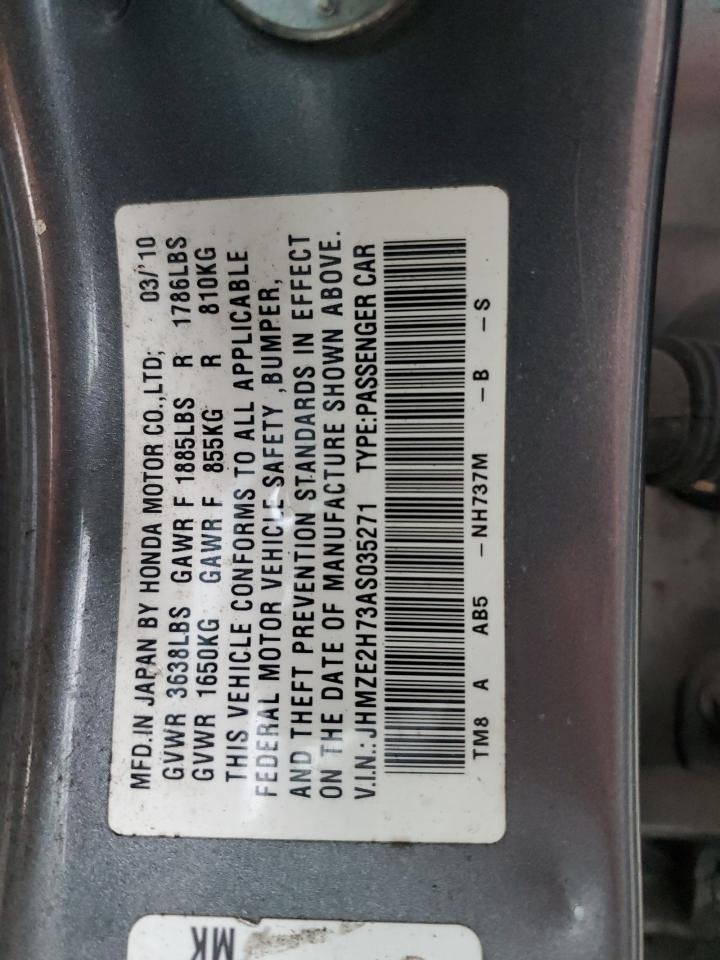 MFD.IN JAPAN BY HONDA MOTOR CO.,LTD; 03/'10
GVWR 3638LBS GAWR F 1885LBS R 1786LBS
GVWR 1650KG GAWR F 855KG R 810KG
THIS VEHICLE CONFORMS TO ALL APPLICABLE
FEDERAL MOTOR VEHICLE SAFETY ,BUMPER,
AND THEFT PREVENTION STANDARDS IN EFFECT
ON THE DATE OF MANUFACTURE SHOWN ABOVE.
V.I.N.: JHMZE2H73AS035271 TYPE:PASSENGER CAR
TM8 A AB5 -NH737M -B -S
MK